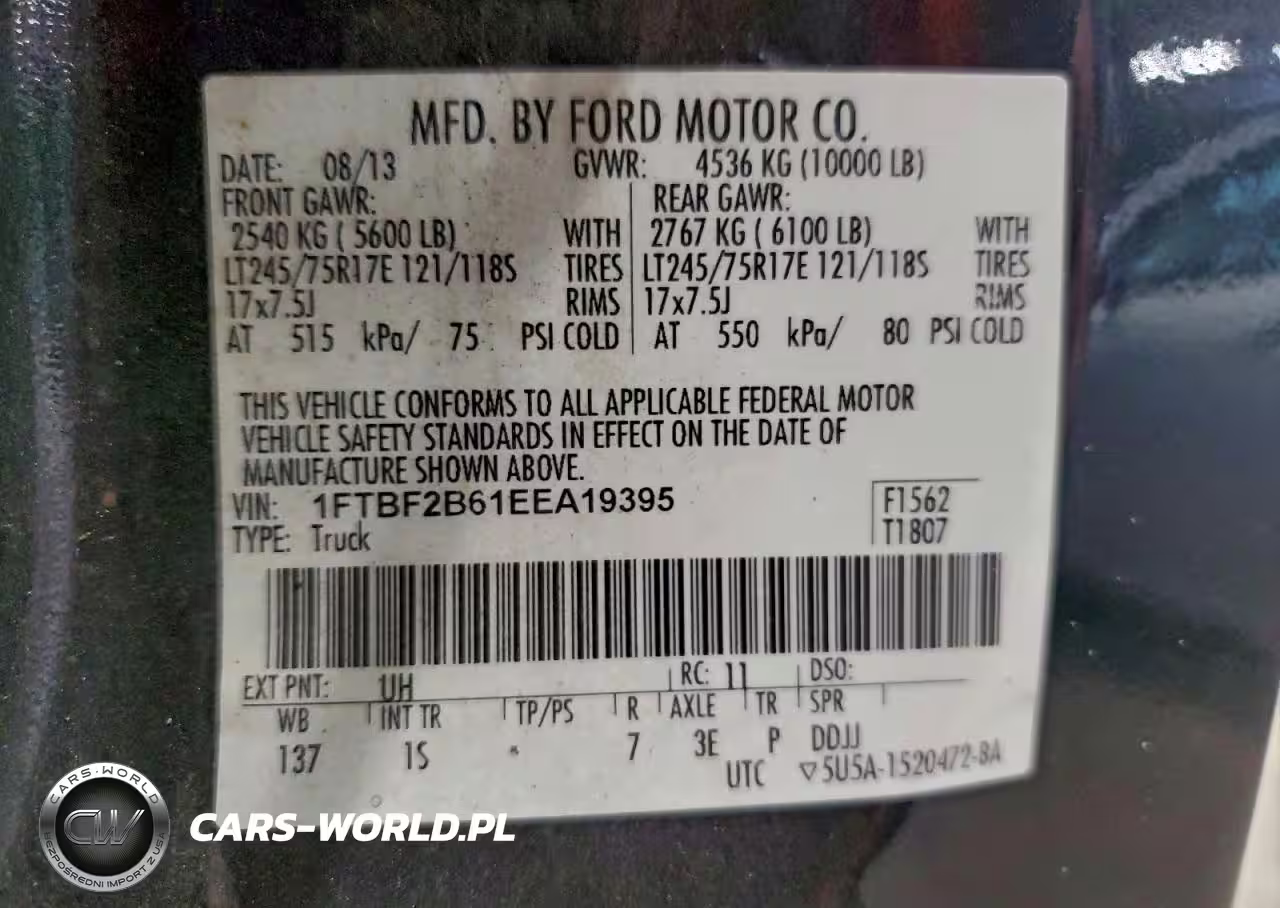 MFD. BY FORD MOTOR CO.
DATE: 08/13 GVWR: 4536 KG (10000 LB)
FRONT GAWR: REAR GAWR:
2540 KG ( 5600 LB) WITH 2767 KG ( 6100 LB) WITH
LT245/75R17E 121/118S TIRES LT245/75R17E 121/118S TIRES
17x7.5J RIMS 17x7.5J RIMS
AT 515 kPa/ 75 PSI COLD AT 550 kPa/ 80 PSI COLD
THIS VEHICLE CONFORMS TO ALL APPLICABLE FEDERAL MOTOR
VEHICLE SAFETY STANDARDS IN EFFECT ON THE DATE OF
MANUFACTURE SHOWN ABOVE.
VIN: 1FTBF2B61EEA19395 F1562
TYPE: Truck T1807
EXT PNT: 1UH RC: 11 DSO:
WB INT TR TP/PS R AXLE TR SPR
137 1S * 7 3E P DDJJ
UTC ▽5U5A-1520472-BA
CARS-WORLD
CW
BEZPOŚREDNI IMPORT Z USA
CARS-WORLD.PL